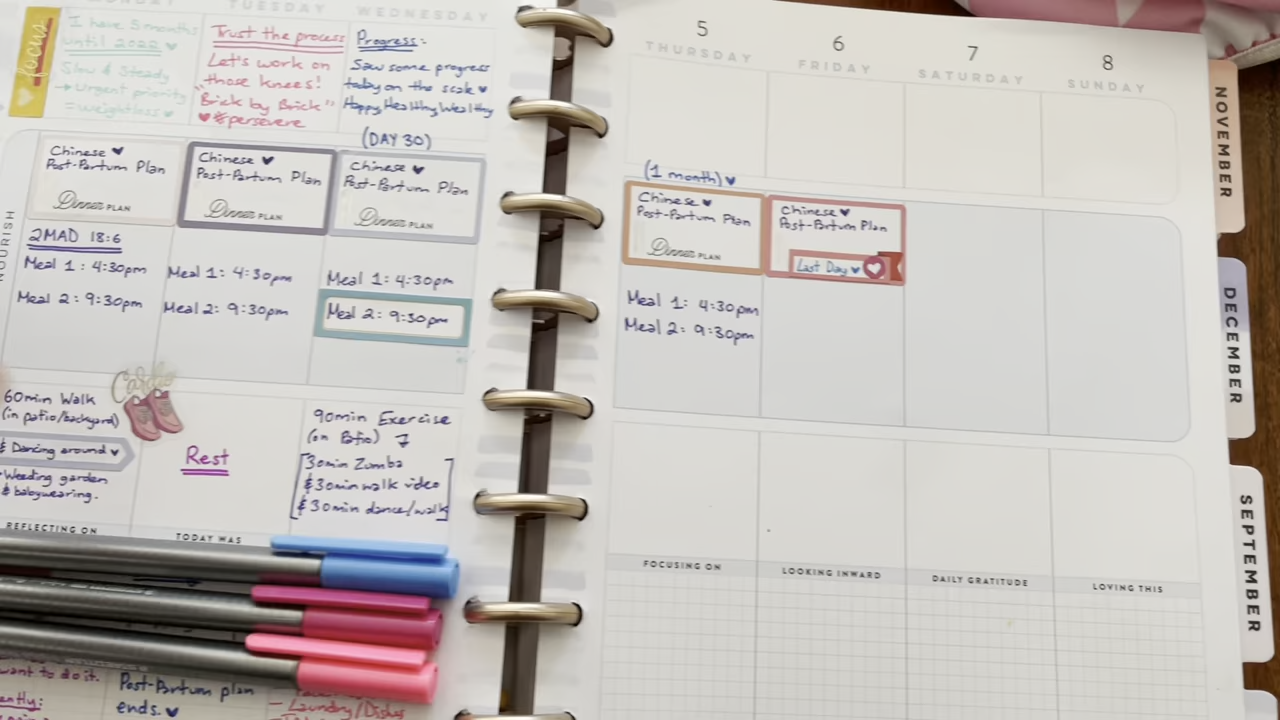 TUESDAY
WEDNESDAY
focus
I have 5 months
until 2022
Slow & Steady
→ Urgent priority
= weightloss
Trust the process
Let's work on
those knees!
"Brick by Brick"
#persevere
Progress:
Saw some progress
today on the scale
Happy, Healthy, Wealthy
(DAY 30)
Chinese
Post-Partum Plan
Dinner PLAN
2MAD 18:6
Meal 1: 4:30pm
Meal 2: 9:30pm
Chinese
Post-Partum Plan
Dinner PLAN
Meal 1: 4:30pm
Meal 2: 9:30pm
Chinese
Post-Partum Plan
Dinner PLAN
Meal 1: 4:30pm
Meal 2: 9:30pm
60min Walk
(in patio/backyard)
& Dancing around
Weeding garden
& babywearing.
Cardio
Rest
90min Exercise
(on Patio)
30min Zumba
& 30min walk video
& 30min dance/walk
REFLECTING ON
TODAY WAS
want to do it.
Post-Partum plan
ends.
- Laundry/Dishes
5
THURSDAY
6
FRIDAY
7
SATURDAY
8
SUNDAY
(1 month)
Chinese
Post-Partum Plan
Dinner PLAN
Meal 1: 4:30pm
Meal 2: 9:30pm
Chinese
Post-Partum Plan
Last Day
FOCUSING ON
LOOKING INWARD
DAILY GRATITUDE
LOVING THIS
NOVEMBER
DECEMBER
SEPTEMBER